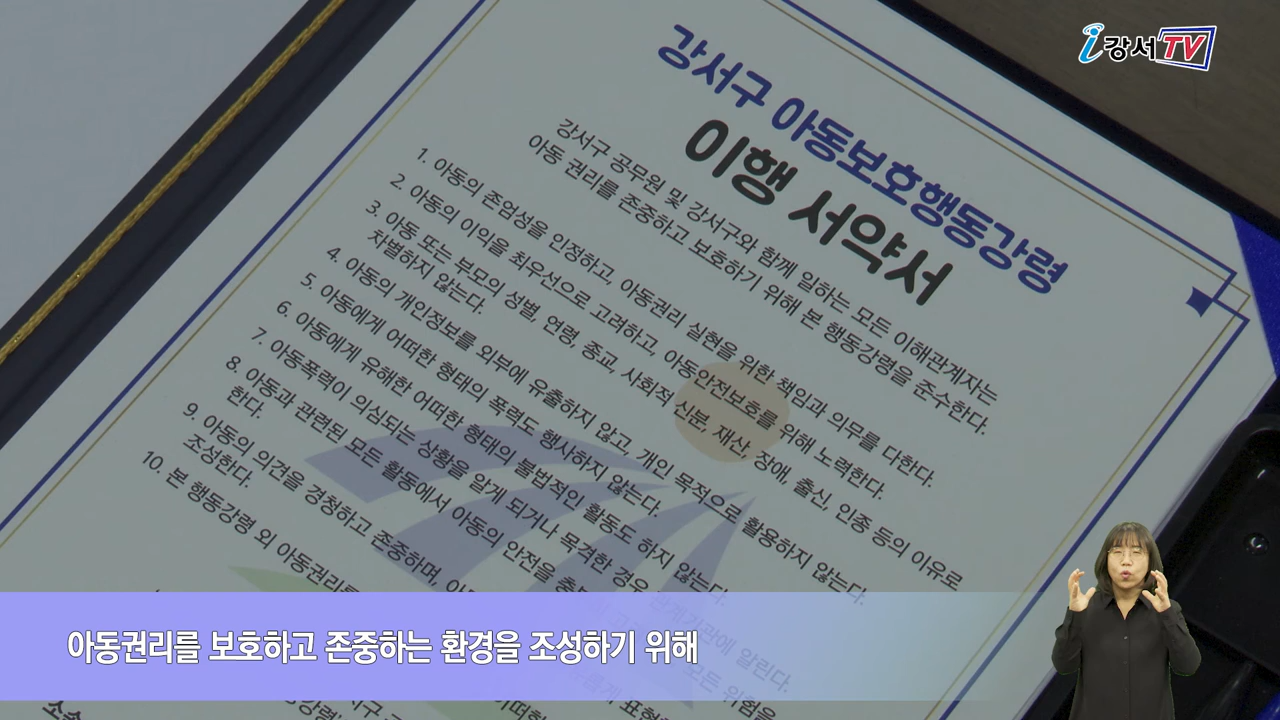 i강서TV
강서구 아동보호행동강령
이행 서약서
강서구 공무원 및 강서구와 함께 일하는 모든 이해관계자는
아동 권리를 존중하고 보호하기 위해 본 행동강령을 준수한다.
1. 아동의 존엄성을 인정하고, 아동권리 실현을 위한 책임과 의무를 다한다.
2. 아동의 이익을 최우선으로 고려하고, 아동안전보호를 위해 노력한다.
3. 아동 또는 부모의 성별, 연령, 종교, 사회적 신분, 재산, 장애, 출신, 인종 등의 이유로
차별하지 않는다.
4. 아동의 개인정보를 외부에 유출하지 않고, 개인 목적으로 활용하지 않는다.
5. 아동에게 어떠한 형태의 폭력도 행사하지 않는다.
6. 아동에게 유해한 어떠한 형태의 불법적인 활동도 하지 않는다.
7. 아동폭력이 의심되는 상황을 알게 되거나 목격한 경우 관계기관에 알린다.
8. 아동과 관련된 모든 활동에서 아동의 안전을 모든 위험을
한다.
9. 아동의 의견을 경청하고 존중하며,
조성한다.
10. 본 행동강령 외 아동권리를
아동권리를 보호하고 존중하는 환경을 조성하기 위해